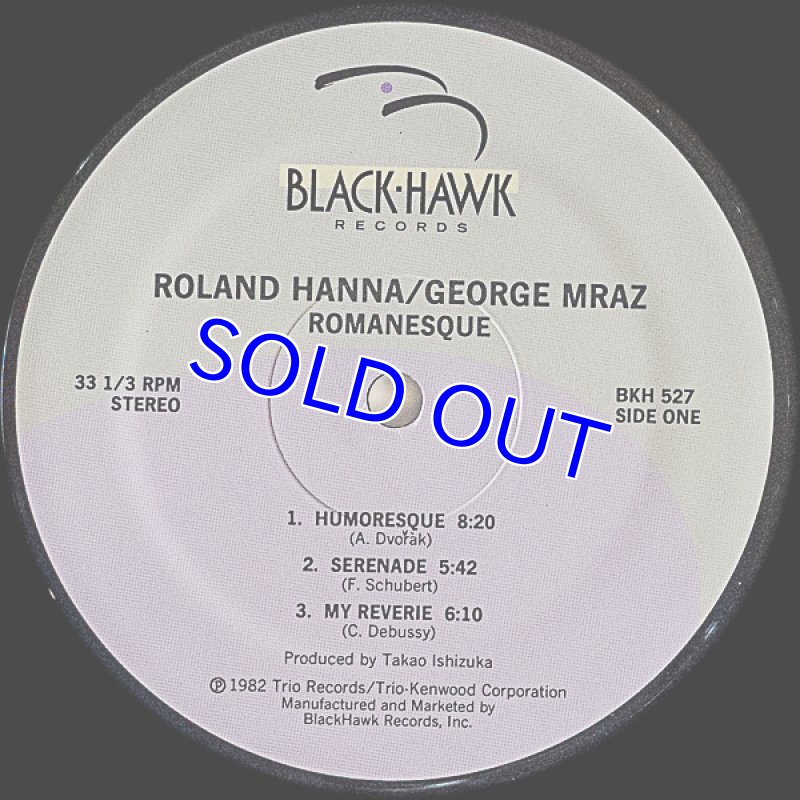 BLACK·HAWK
RECORDS
ROLAND HANNA/GEORGE MRAZ
ROMANESQUE
33 1/3 RPM
STEREO
BKH 527
SIDE ONE
SOLD OUT
1. HUMORESQUE 8:20
(A. Dvořàk)
2. SERENADE 5:42
(F. Schubert)
3. MY REVERIE 6:10
(C. Debussy)
Produced by Takao Ishizuka
℗ 1982 Trio Records/Trio-Kenwood Corporation
Manufactured and Marketed by
BlackHawk Records, Inc.